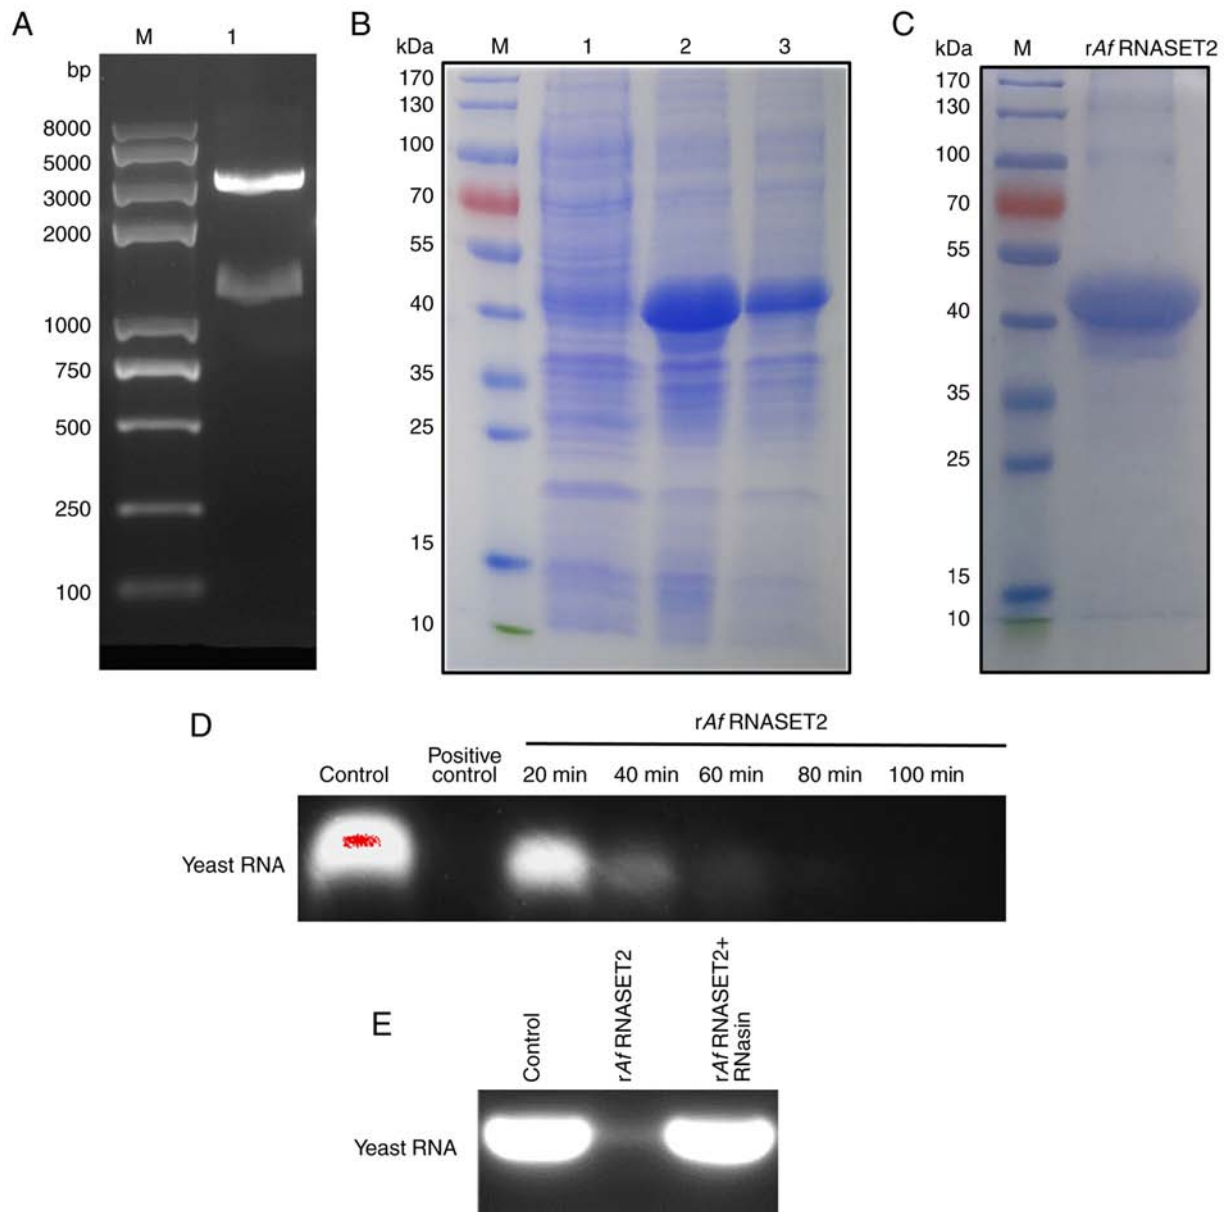 A
M 1
bp
8000
5000
3000
2000
1000
750
500
250
100
B
kDa M 1 2 3
170
130
100
70
55
40
35
25
15
10
C
kDa M rAf RNASET2
170
130
100
70
55
40
35
25
15
10
D
rAf RNASET2
Control Positive control 20 min 40 min 60 min 80 min 100 min
Yeast RNA
E
Control
rAf RNASET2
rAf RNASET2+
RNasin
Yeast RNA